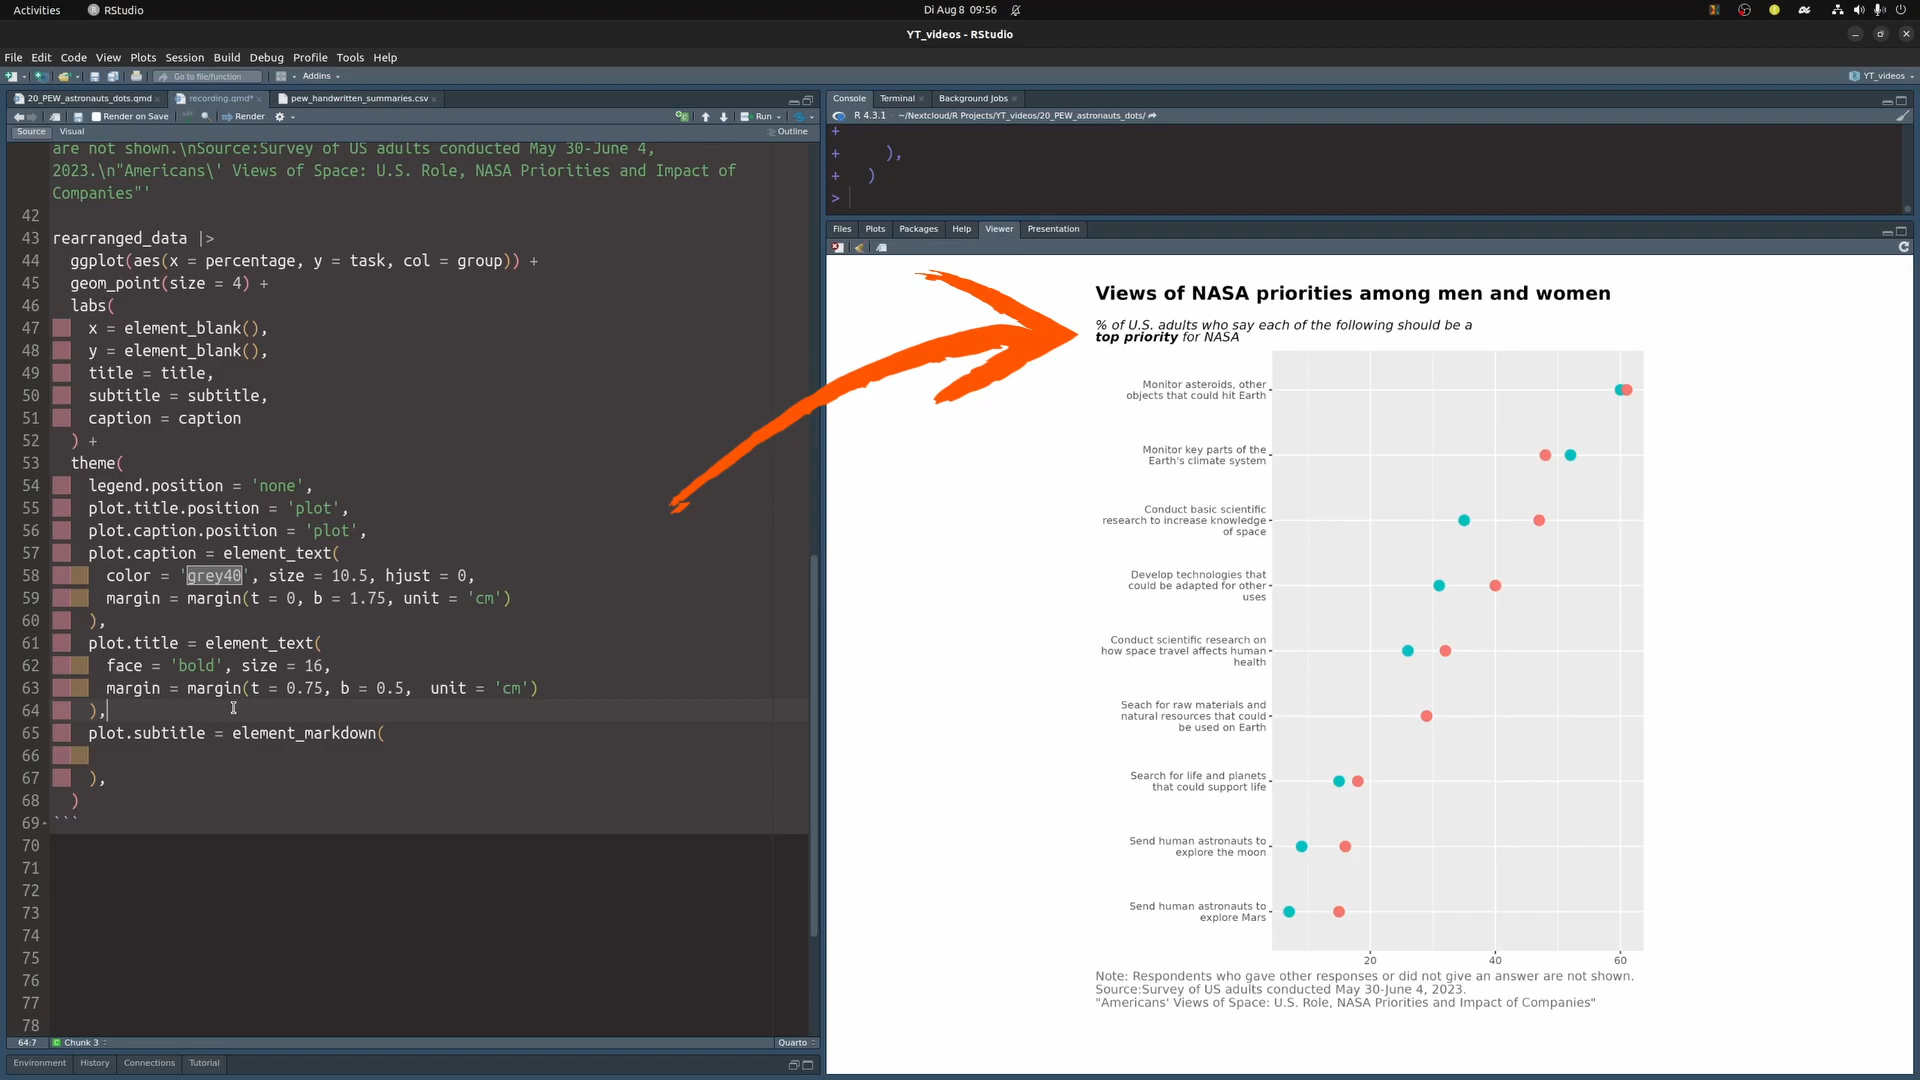 Activities RStudio Di Aug 8 09:56
YT_videos - RStudio
File Edit Code View Plots Session Build Debug Profile Tools Help
Go to file/function Addins YT_videos
20_PEW_astronauts_dots.qmd recording.qmd* pew_handwritten_summaries.csv
Render on Save Render Run
Source Visual Outline
are not shown.\nSource:Survey of US adults conducted May 30-June 4,
2023.\n"Americans\' Views of Space: U.S. Role, NASA Priorities and Impact of
Companies"'
42
43 rearranged_data |>
44 ggplot(aes(x = percentage, y = task, col = group)) +
45 geom_point(size = 4) +
46 labs(
47 x = element_blank(),
48 y = element_blank(),
49 title = title,
50 subtitle = subtitle,
51 caption = caption
52 ) +
53 theme(
54 legend.position = 'none',
55 plot.title.position = 'plot',
56 plot.caption.position = 'plot',
57 plot.caption = element_text(
58 color = 'grey40', size = 10.5, hjust = 0,
59 margin = margin(t = 0, b = 1.75, unit = 'cm')
60 ),
61 plot.title = element_text(
62 face = 'bold', size = 16,
63 margin = margin(t = 0.75, b = 0.5,  unit = 'cm')
64 ),
65 plot.subtitle = element_markdown(
66
67 ),
68 )
69 ```
70
71
72
73
74
75
76
77
78
64:7 Chunk 3 Quarto
Environment History Connections Tutorial
Console Terminal Background Jobs
R 4.3.1 · ~/Nextcloud/R Projects/YT_videos/20_PEW_astronauts_dots/
+
+ ),
+ )
>
Files Plots Packages Help Viewer Presentation
Views of NASA priorities among men and women
% of U.S. adults who say each of the following should be a
top priority for NASA
Monitor asteroids, other
objects that could hit Earth
Monitor key parts of the
Earth's climate system
Conduct basic scientific
research to increase knowledge
of space
Develop technologies that
could be adapted for other
uses
Conduct scientific research on
how space travel affects human
health
Seach for raw materials and
natural resources that could
be used on Earth
Search for life and planets
that could support life
Send human astronauts to
explore the moon
Send human astronauts to
explore Mars
20 40 60
Note: Respondents who gave other responses or did not give an answer are not shown.
Source:Survey of US adults conducted May 30-June 4, 2023.
"Americans' Views of Space: U.S. Role, NASA Priorities and Impact of Companies"